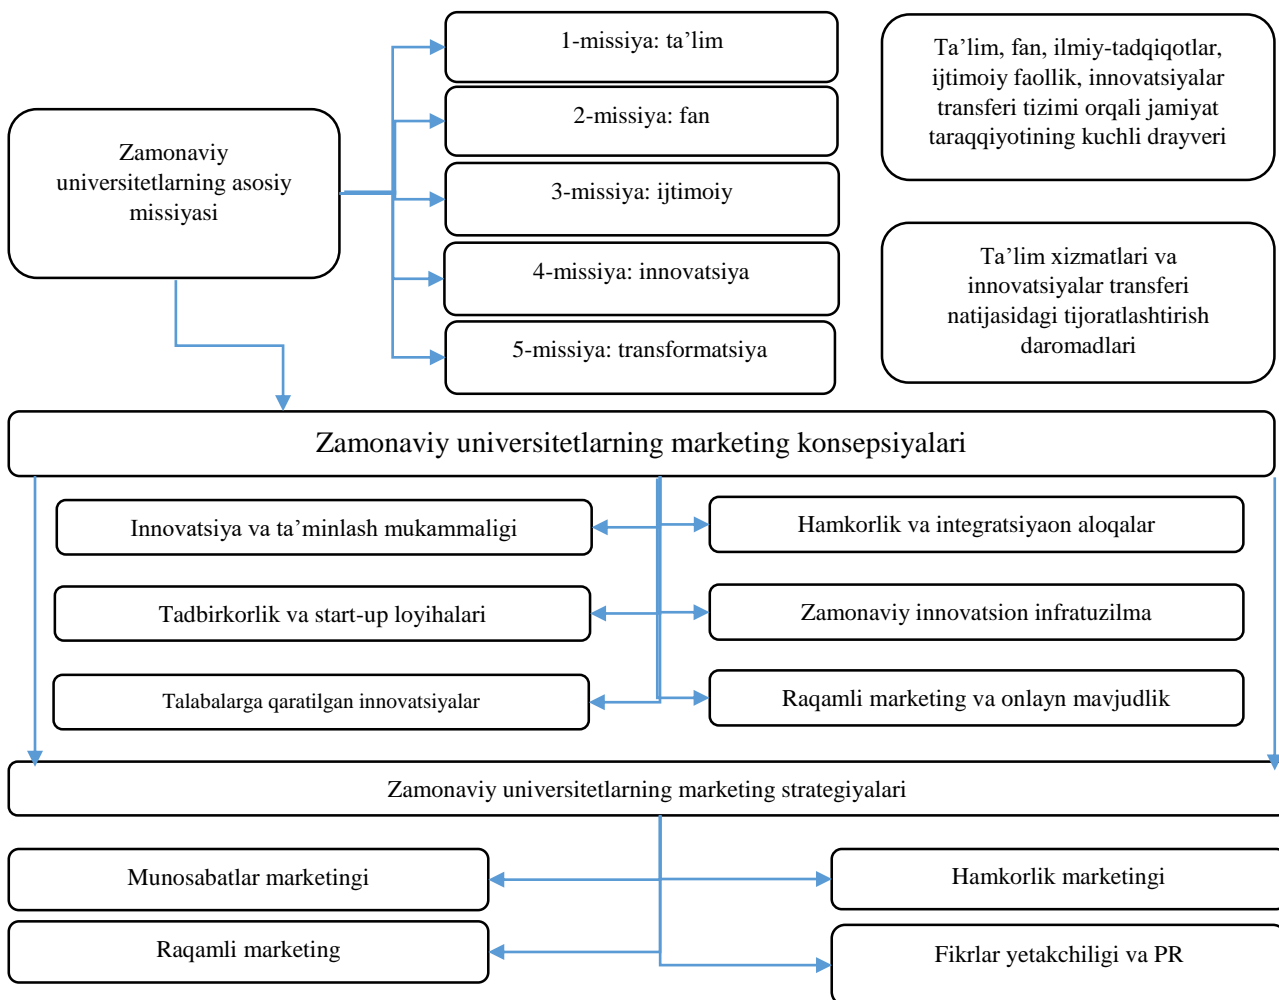 1-missiya: ta’lim
2-missiya: fan
3-missiya: ijtimoiy
4-missiya: innovatsiya
5-missiya: transformatsiya
Zamonaviy
universitetlarning asosiy
missiyasi
Ta’lim, fan, ilmiy-tadqiqotlar,
ijtimoiy faollik, innovatsiyalar
transferi tizimi orqali jamiyat
taraqqiyotining kuchli drayveri
Ta’lim xizmatlari va
innovatsiyalar transferi
natijasidagi tijoratlashtirish
daromadlari
Zamonaviy universitetlarning marketing konsepsiyalari
Innovatsiya va ta’minlash mukammaligi
Hamkorlik va integratsiyaon aloqalar
Tadbirkorlik va start-up loyihalari
Zamonaviy innovatsion infratuzilma
Talabalarga qaratilgan innovatsiyalar
Raqamli marketing va onlayn mavjudlik
Zamonaviy universitetlarning marketing strategiyalari
Munosabatlar marketingi
Hamkorlik marketingi
Raqamli marketing
Fikrlar yetakchiligi va PR